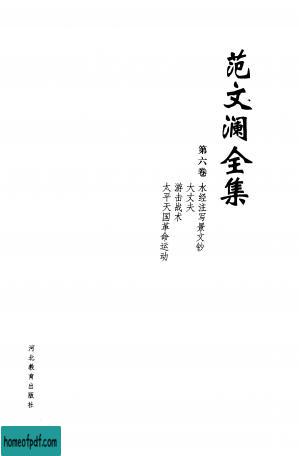 范文澜全集
第六卷
水经注写景文钞
大丈夫
游击战术
太平天国革命运动
河北教育出版社
homeofpdf.com